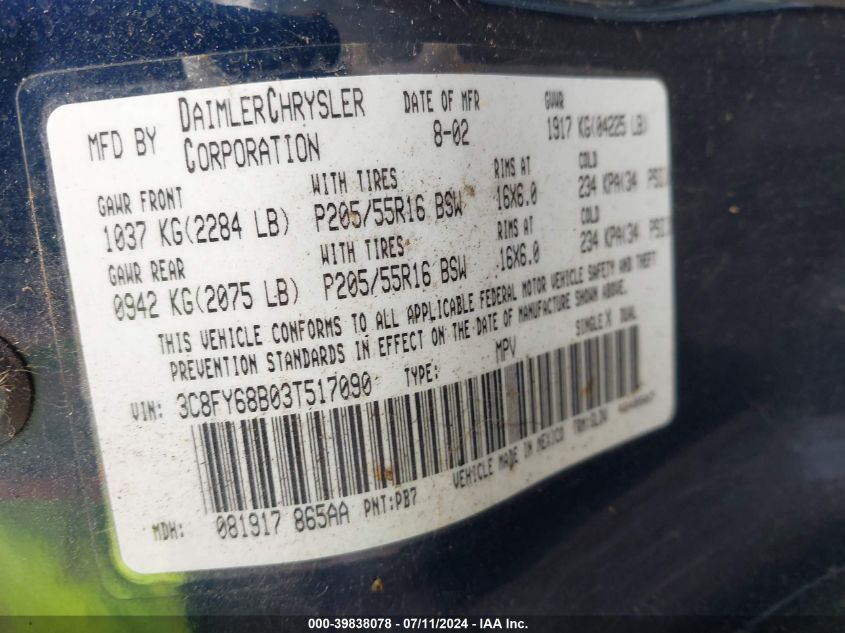 MFD BY DAIMLERCHRYSLER CORPORATION DATE OF MFR 8-02 GVWR 1917 KG(04225 LB)
GAWR FRONT WITH TIRES RIMS AT COLD
1037 KG(2284 LB) P205/55R16 BSW 16X6.0 234 KPA(34 PSI)
GAWR REAR WITH TIRES RIMS AT COLD
0942 KG(2075 LB) P205/55R16 BSW 16X6.0 234 KPA(34 PSI)
THIS VEHICLE CONFORMS TO ALL APPLICABLE FEDERAL MOTOR VEHICLE SAFETY AND THEFT
PREVENTION STANDARDS IN EFFECT ON THE DATE OF MANUFACTURE SHOWN ABOVE.
VIN: 3C8FY68B03T517090 TYPE: MPV SINGLE X DUAL
MDH: 081917 865AA PNT:PB7 VEHICLE MADE IN MEXICO
000-39838078 - 07/11/2024 - IAA Inc.